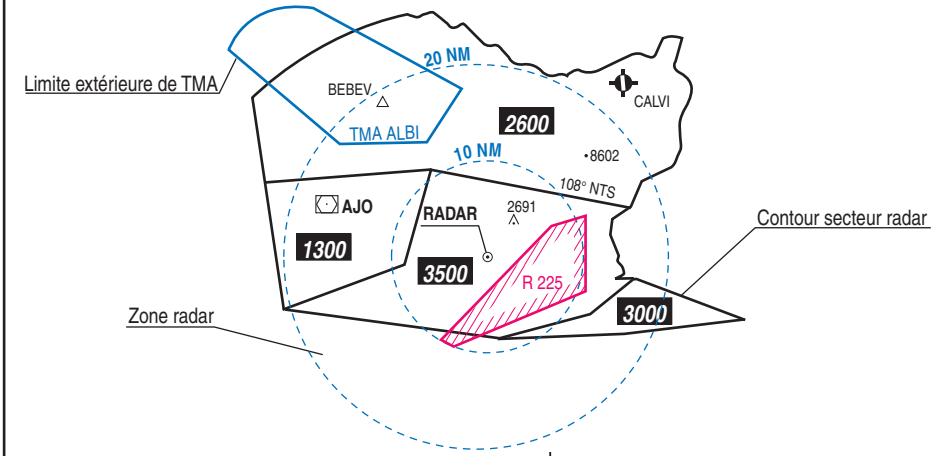 20 NM
Limite extérieure de TMA
BEBEV
CALVI
TMA ALBI
2600
10 NM
8602
108° NTS
AJO
RADAR
2691
Contour secteur radar
1300
3500
R 225
3000
Zone radar